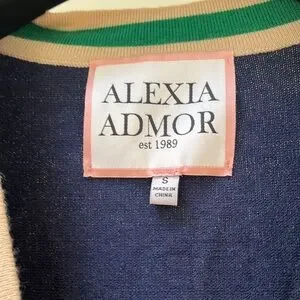 ALEXIA
ADMOR
est 1989
S
MADE IN
CHINA